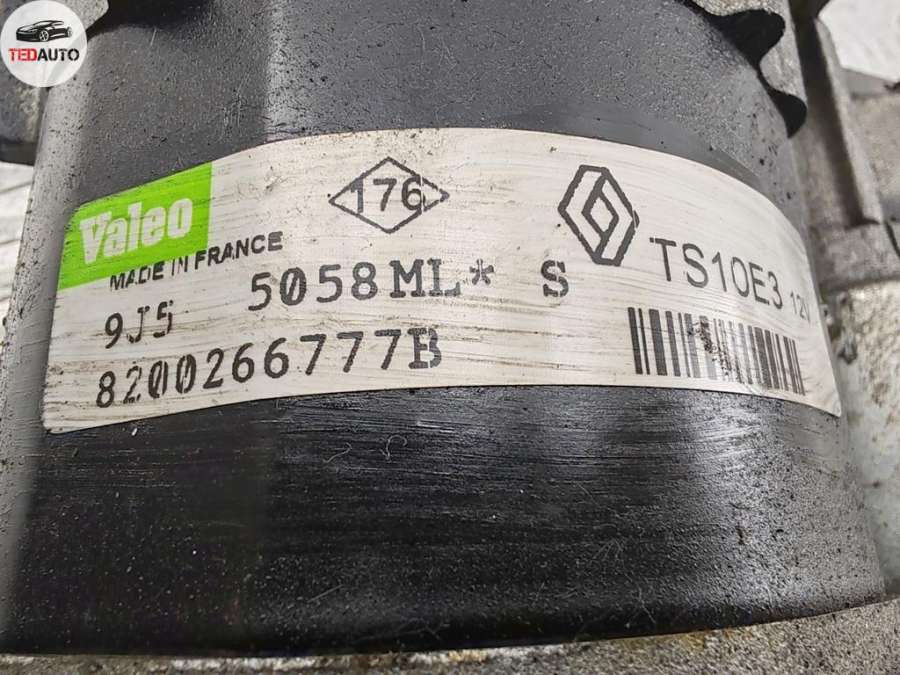 TEDAUTO
Valeo
176
MADE IN FRANCE
TS10E3 12V
9J5 5058ML* S
8200266777B